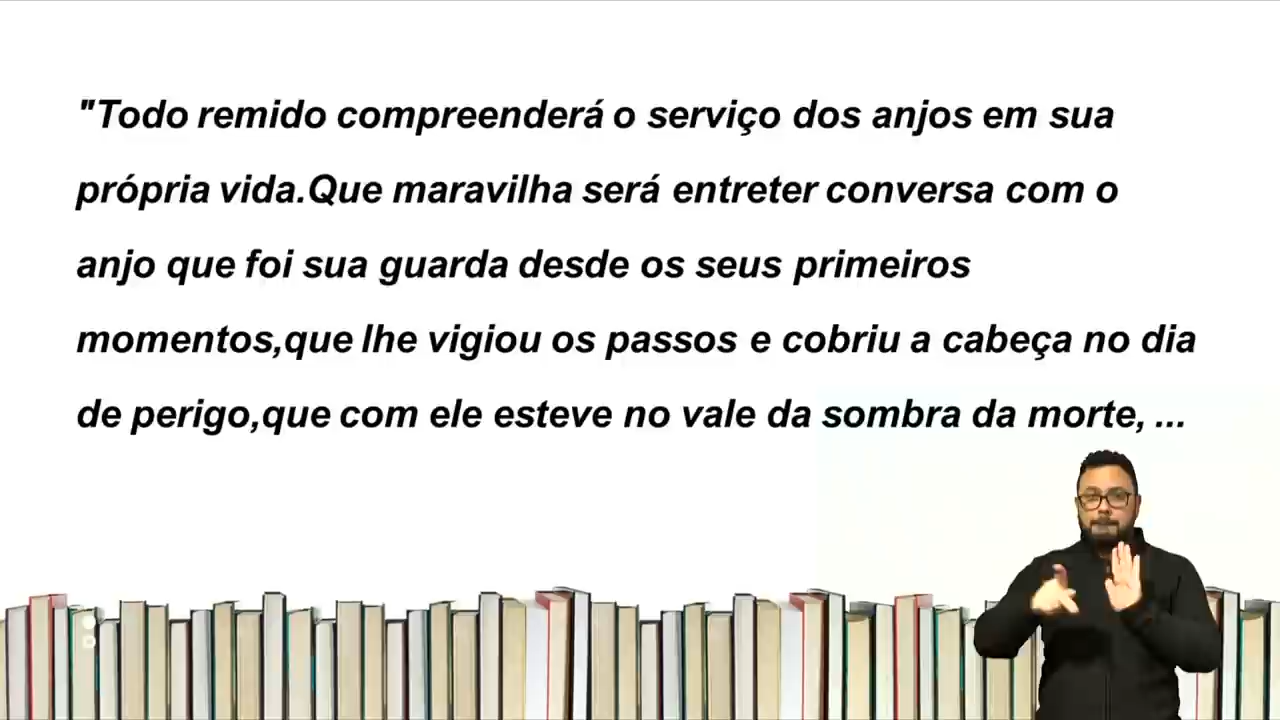 "Todo remido compreenderá o serviço dos anjos em sua
própria vida.Que maravilha será entreter conversa com o
anjo que foi sua guarda desde os seus primeiros
momentos,que lhe vigiou os passos e cobriu a cabeça no dia
de perigo,que com ele esteve no vale da sombra da morte, ...